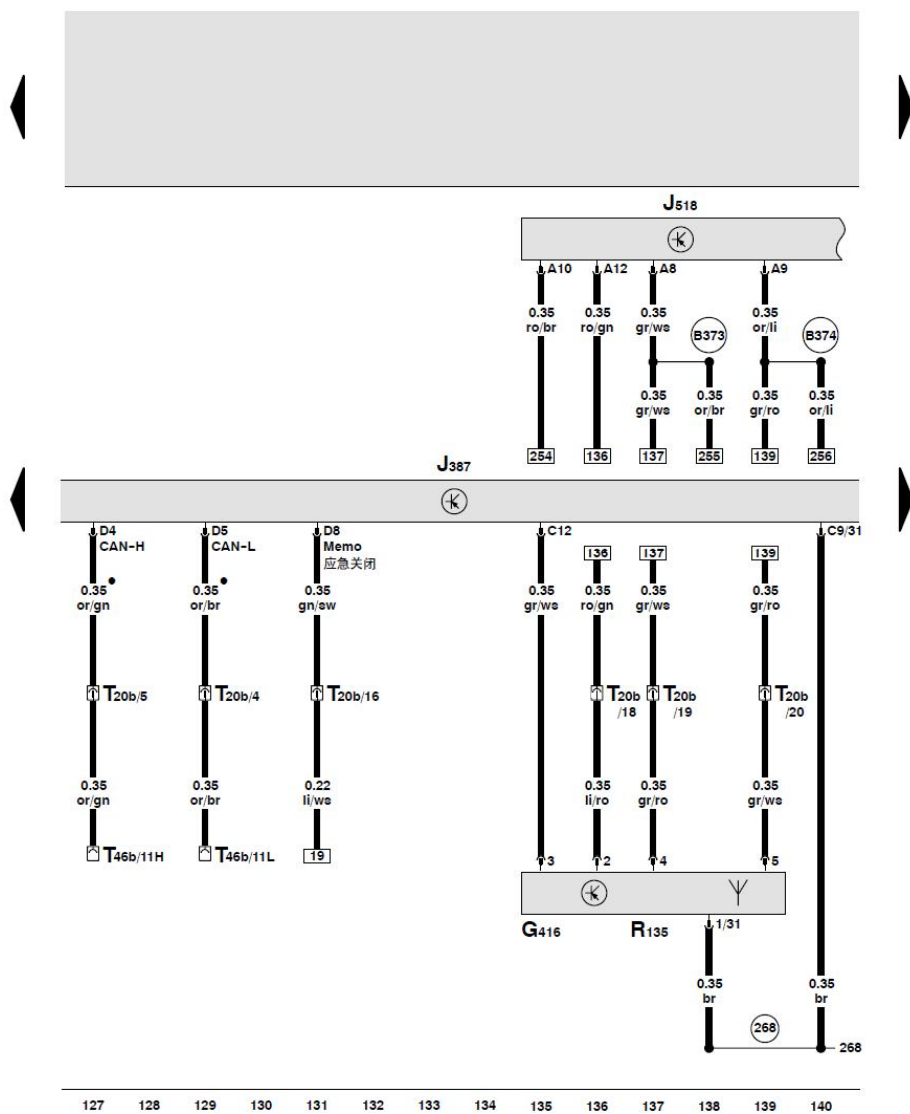 J518
A10 A12 A8 A9
0.35 0.35 0.35 0.35
ro/br ro/gn gr/ws or/li
B373 B374
0.35 0.35 0.35 0.35
gr/ws or/br gr/ro or/li
254 136 137 255 139 256
J387
D4 D5 D8 C12 C9/31
CAN-H CAN-L Memo
应急关闭
136 137 139
0.35 0.35 0.35 0.35 0.35 0.35 0.35
or/gn or/br gn/sw gr/ws ro/gn gr/ws gr/ro
T20b/5 T20b/4 T20b/16 T20b T20b T20b
/18 /19 /20
0.35 0.35 0.22 0.35 0.35 0.35
or/gn or/br li/ws li/ro gr/ro gr/ws
T46b/11H T46b/11L 19
3 2 4 5
G416 R135 1/31
0.35 0.35
br br
268 268
127 128 129 130 131 132 133 134 135 136 137 138 139 140